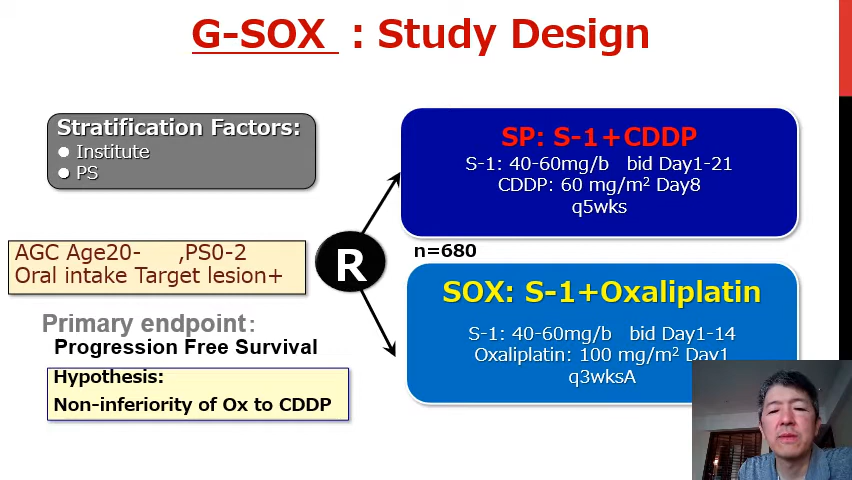 G-SOX : Study Design
Stratification Factors:
● Institute
● PS
AGC Age20- ,PS0-2
Oral intake Target lesion+
Primary endpoint:
Progression Free Survival
Hypothesis:
Non-inferiority of Ox to CDDP
R
SP: S-1+CDDP
S-1: 40-60mg/b bid Day1-21
CDDP: 60 mg/m² Day8
q5wks
n=680
SOX: S-1+Oxaliplatin
S-1: 40-60mg/b bid Day1-14
Oxaliplatin: 100 mg/m² Day1
q3wksA